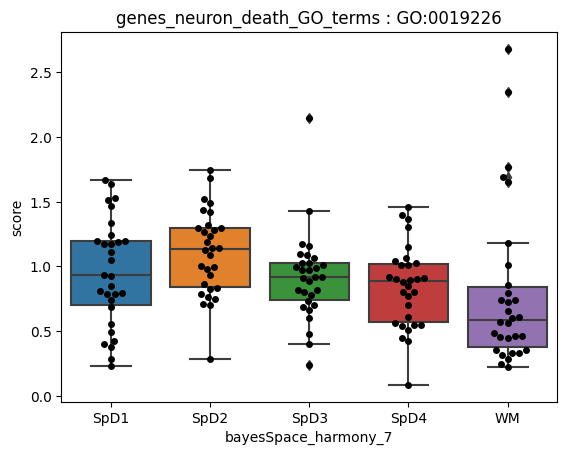 genes_neuron_death_GO_terms : GO:0019226
score
2.5
2.0
1.5
1.0
0.5
0.0
SpD1 SpD2 SpD3 SpD4 WM
bayesSpace_harmony_7